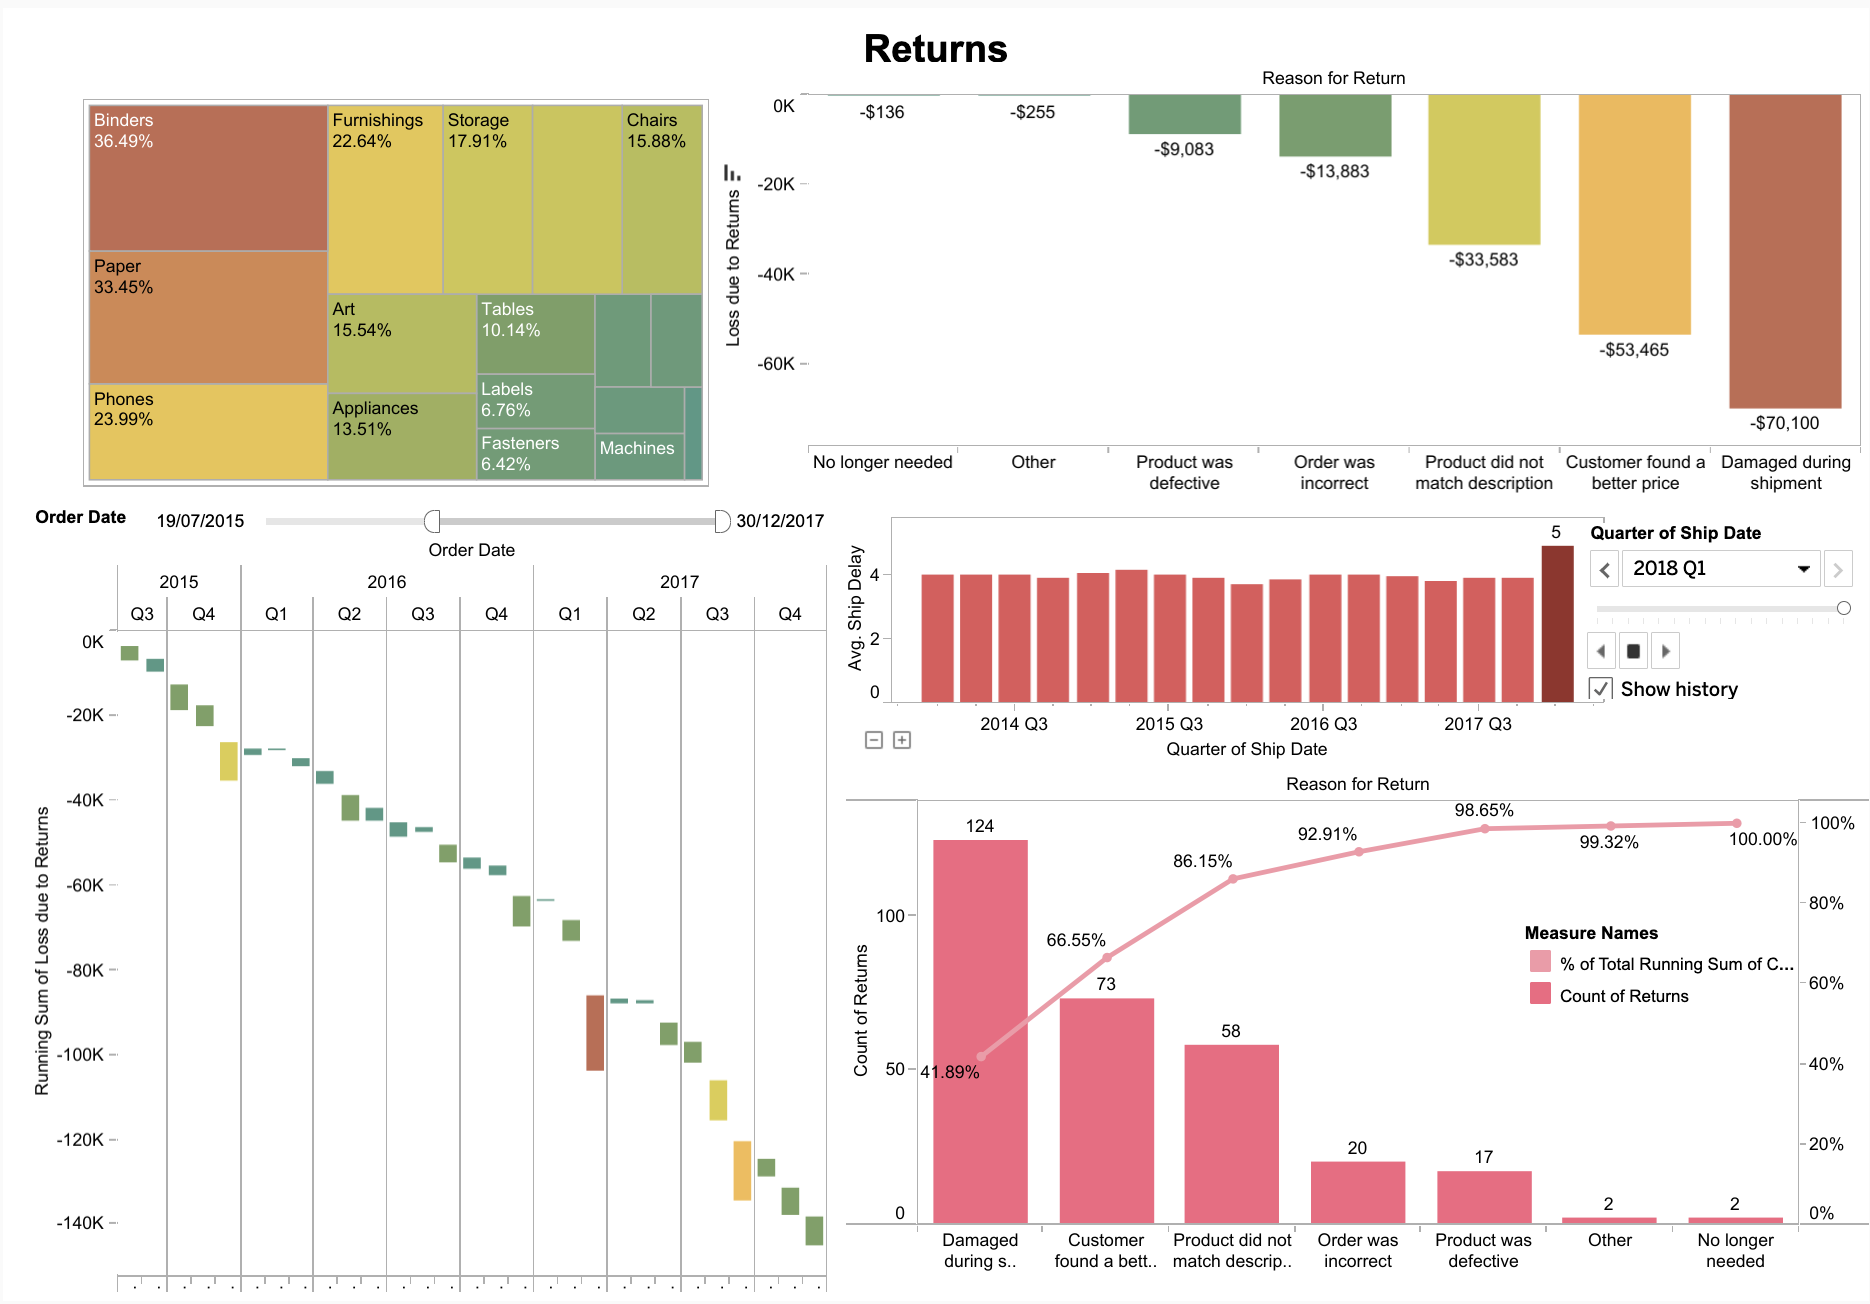 Returns
Binders
36.49%
Paper
33.45%
Phones
23.99%
Furnishings
22.64%
Storage
17.91%
Chairs
15.88%
Art
15.54%
Appliances
13.51%
Tables
10.14%
Labels
6.76%
Fasteners
6.42%
Machines
Reason for Return
Loss due to Returns
0K
-20K
-40K
-60K
-$136
-$255
-$9,083
-$13,883
-$33,583
-$53,465
-$70,100
No longer needed
Other
Product was
defective
Order was
incorrect
Product did not
match description
Customer found a
better price
Damaged during
shipment
Order Date
19/07/2015
30/12/2017
Order Date
2015
2016
2017
Q3
Q4
Q1
Q2
Q3
Q4
Q1
Q2
Q3
Q4
Running Sum of Loss due to Returns
0K
-20K
-40K
-60K
-80K
-100K
-120K
-140K
Avg. Ship Delay
4
2
0
5
2014 Q3
2015 Q3
2016 Q3
2017 Q3
Quarter of Ship Date
Quarter of Ship Date
2018 Q1
Show history
Reason for Return
Count of Returns
100
50
0
124
73
58
20
17
2
2
41.89%
66.55%
86.15%
92.91%
98.65%
99.32%
100.00%
100%
80%
60%
40%
20%
0%
Measure Names
% of Total Running Sum of C...
Count of Returns
Damaged
during s..
Customer
found a bett..
Product did not
match descrip..
Order was
incorrect
Product was
defective
Other
No longer
needed